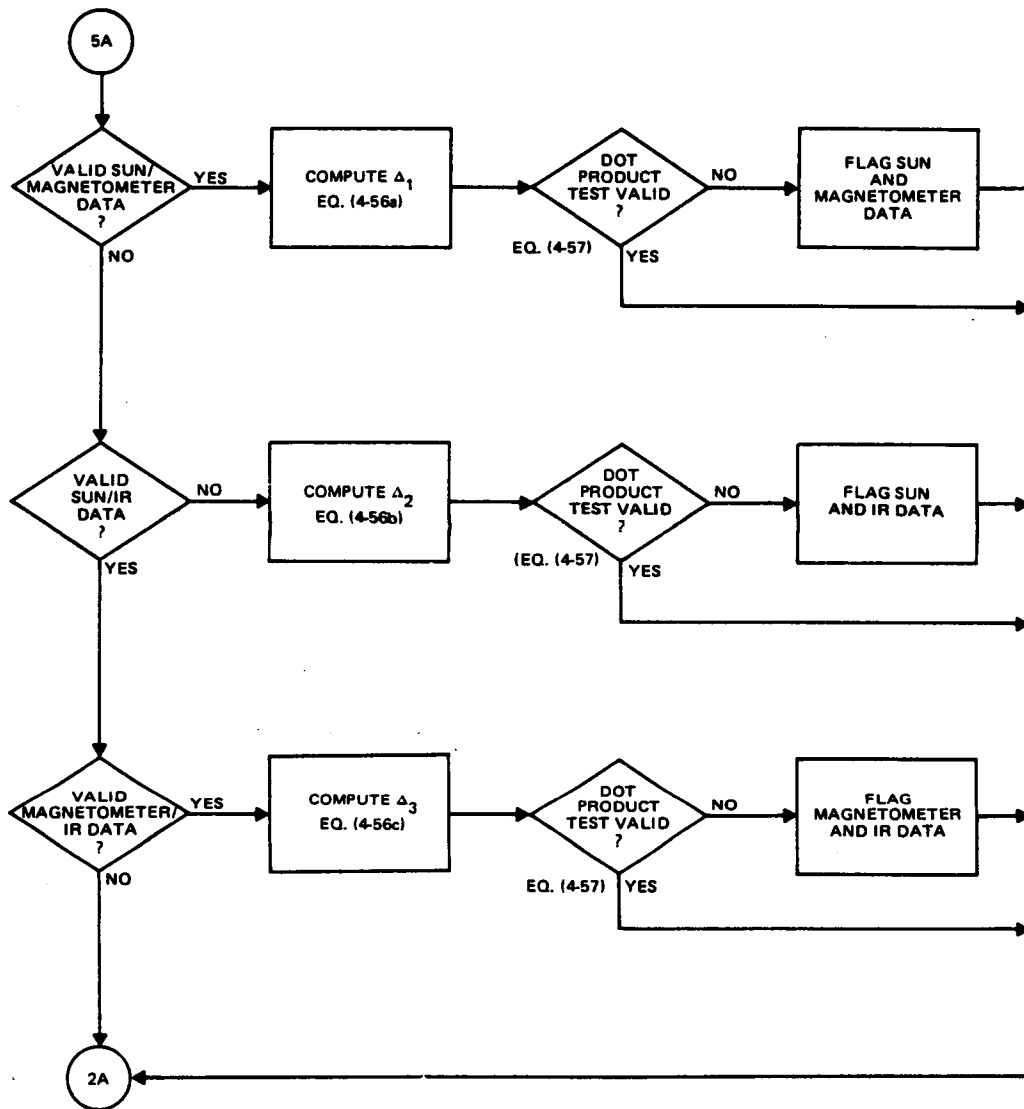 5A
VALID SUN/
MAGNETOMETER
DATA
?
YES
NO
COMPUTE Δ1
EQ. (4-56a)
DOT
PRODUCT
TEST VALID
?
NO
EQ. (4-57)
YES
FLAG SUN
AND
MAGNETOMETER
DATA
VALID
SUN/IR
DATA
?
NO
YES
COMPUTE Δ2
EQ. (4-56b)
DOT
PRODUCT
TEST VALID
?
NO
(EQ. (4-57)
YES
FLAG SUN
AND IR DATA
VALID
MAGNETOMETER/
IR DATA
?
YES
NO
COMPUTE Δ3
EQ. (4-56c)
DOT
PRODUCT
TEST VALID
?
NO
EQ. (4-57)
YES
FLAG
MAGNETOMETER
AND IR DATA
2A